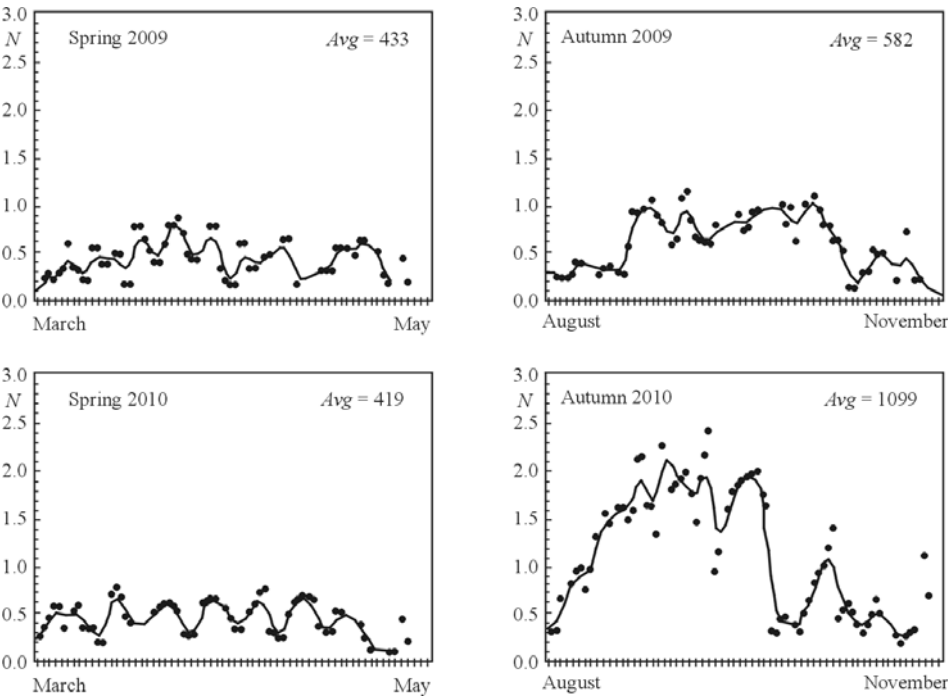 3.0
N
2.5
2.0
1.5
1.0
0.5
0.0
Spring 2009
Avg = 433
March
May
3.0
N
2.5
2.0
1.5
1.0
0.5
0.0
Autumn 2009
Avg = 582
August
November
3.0
N
2.5
2.0
1.5
1.0
0.5
0.0
Spring 2010
Avg = 419
March
May
3.0
N
2.5
2.0
1.5
1.0
0.5
0.0
Autumn 2010
Avg = 1099
August
November